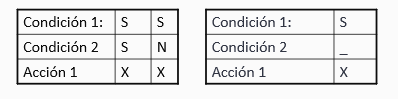 Condición 1: S S
Condición 2 S N
Acción 1 X X
Condición 1: S
Condición 2 _
Acción 1 X